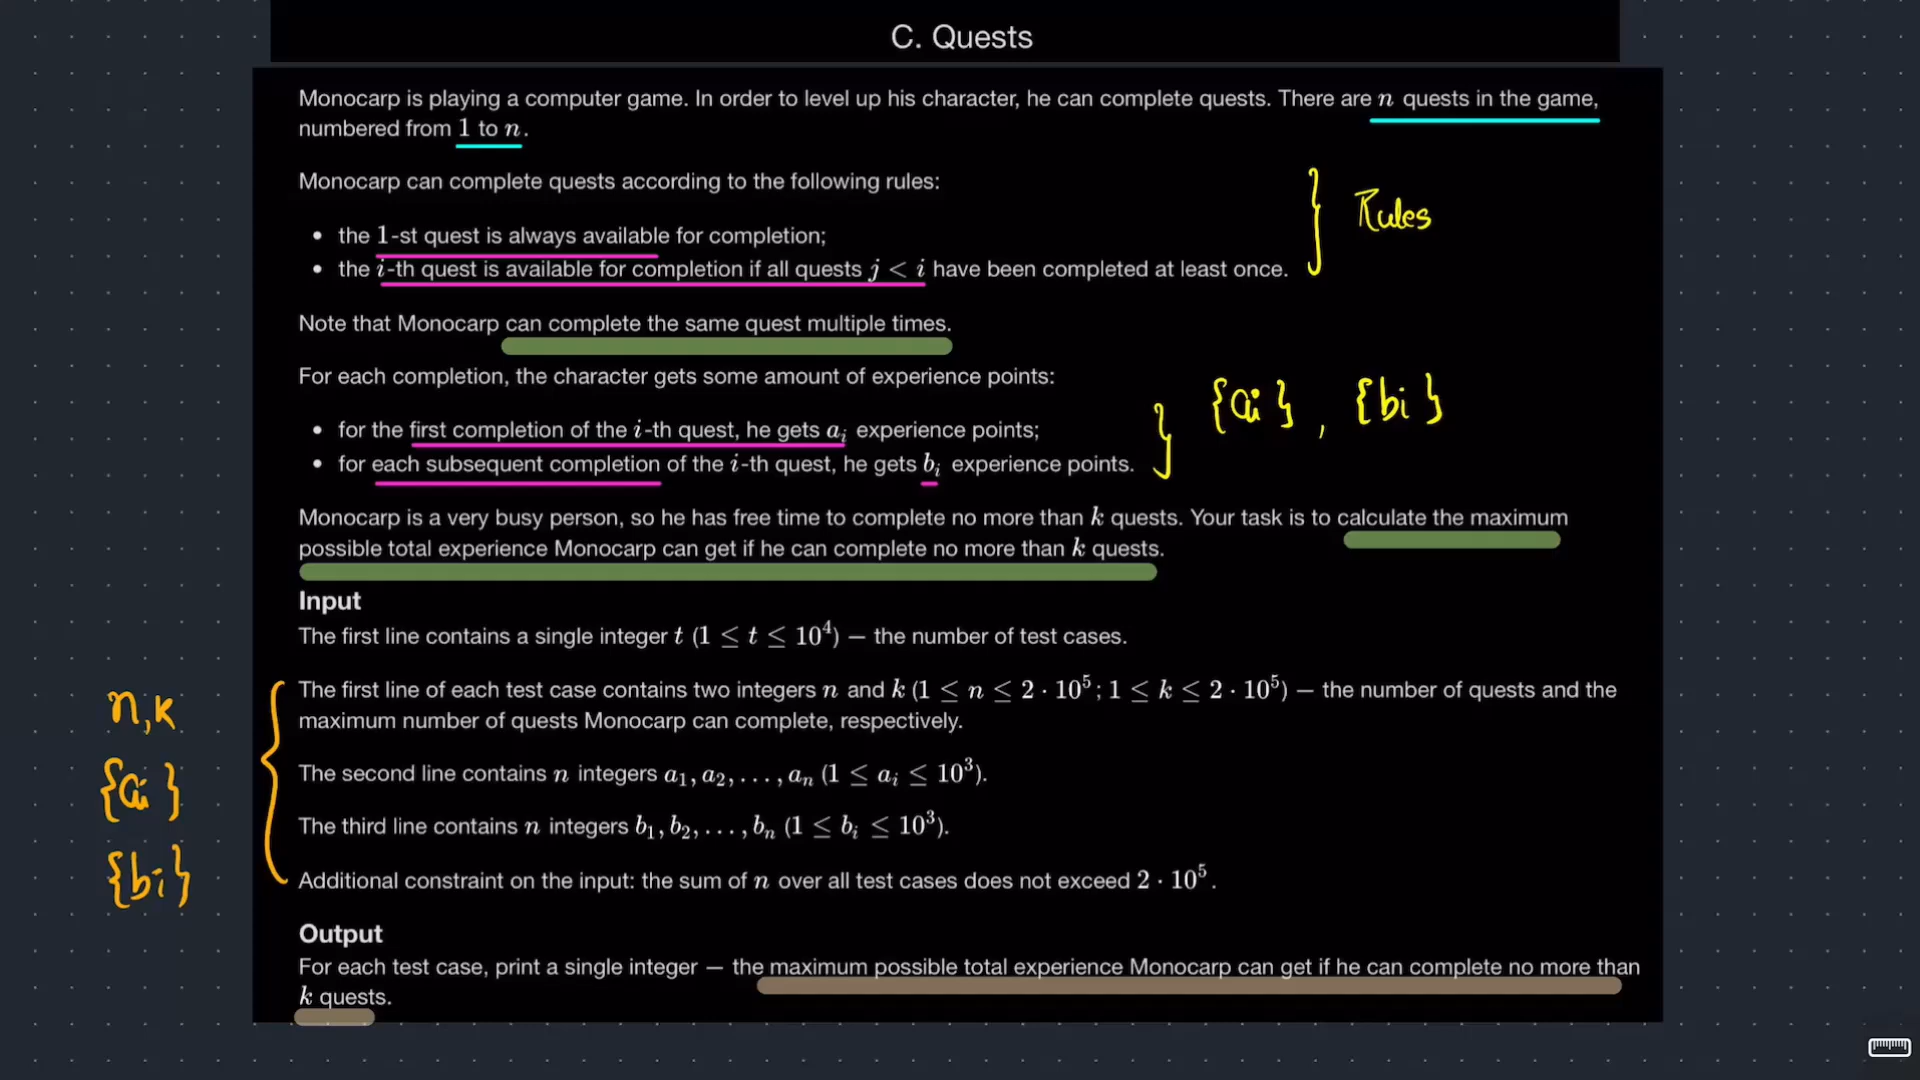 C. Quests
Monocarp is playing a computer game. In order to level up his character, he can complete quests. There are n quests in the game,
numbered from 1 to n.
Monocarp can complete quests according to the following rules:
• the 1-st quest is always available for completion;
• the i-th quest is available for completion if all quests j < i have been completed at least once.
} Rules
Note that Monocarp can complete the same quest multiple times.
For each completion, the character gets some amount of experience points:
• for the first completion of the i-th quest, he gets aᵢ experience points;
• for each subsequent completion of the i-th quest, he gets bᵢ experience points.
} {ai} , {bi}
Monocarp is a very busy person, so he has free time to complete no more than k quests. Your task is to calculate the maximum
possible total experience Monocarp can get if he can complete no more than k quests.
Input
The first line contains a single integer t (1 ≤ t ≤ 10⁴) — the number of test cases.
The first line of each test case contains two integers n and k (1 ≤ n ≤ 2 · 10⁵; 1 ≤ k ≤ 2 · 10⁵) — the number of quests and the
maximum number of quests Monocarp can complete, respectively.
The second line contains n integers a₁, a₂, . . . , aₙ (1 ≤ aᵢ ≤ 10³).
The third line contains n integers b₁, b₂, . . . , bₙ (1 ≤ bᵢ ≤ 10³).
Additional constraint on the input: the sum of n over all test cases does not exceed 2 · 10⁵.
n,k
{ai}
{bi}
{
Output
For each test case, print a single integer — the maximum possible total experience Monocarp can get if he can complete no more than
k quests.